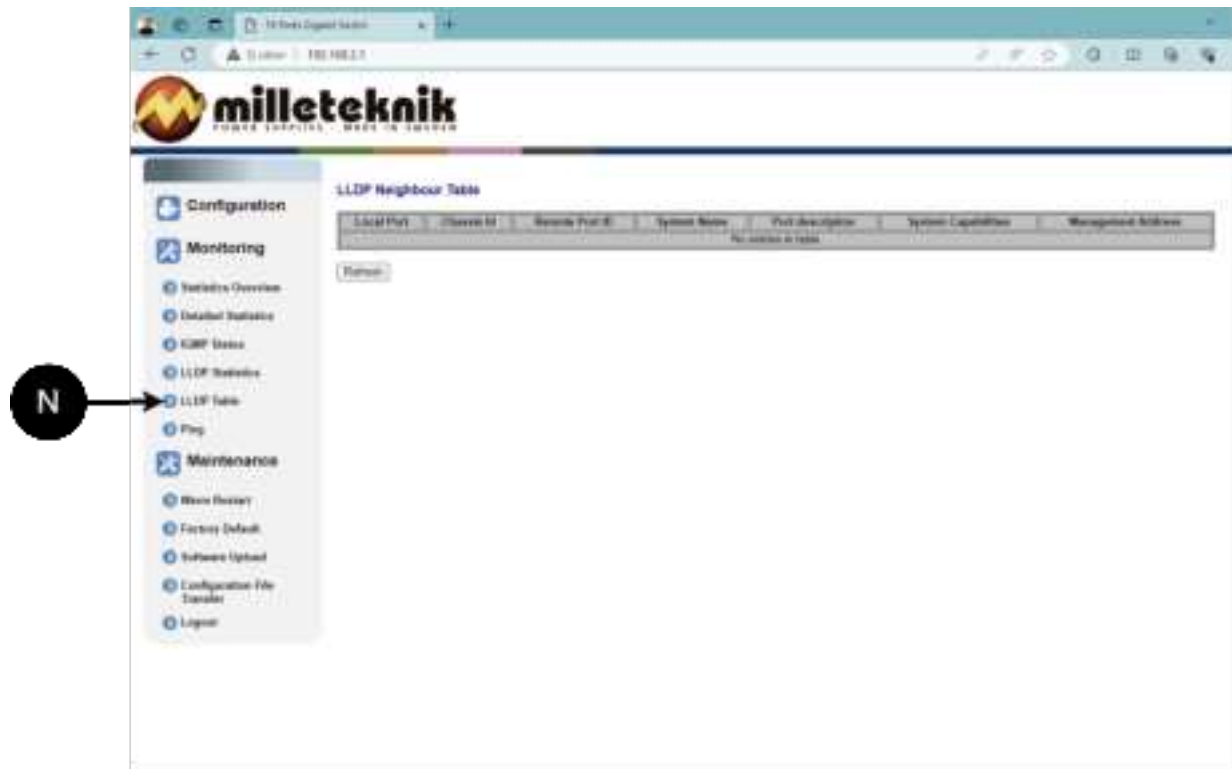 milleteknik
POWER SUPPLIES - MADE IN SWEDEN
Configuration
Monitoring
Statistics Overview
Detailed Statistics
IGMP Status
LLDP Statistics
LLDP Table
Ping
Maintenance
Warm Restart
Factory Default
Software Upload
Configuration File
Transfer
Logout
LLDP Neighbour Table
Local Port Chassis Id Remote Port ID System Name Port description System Capabilities Management Address
No entries in table
Refresh
N